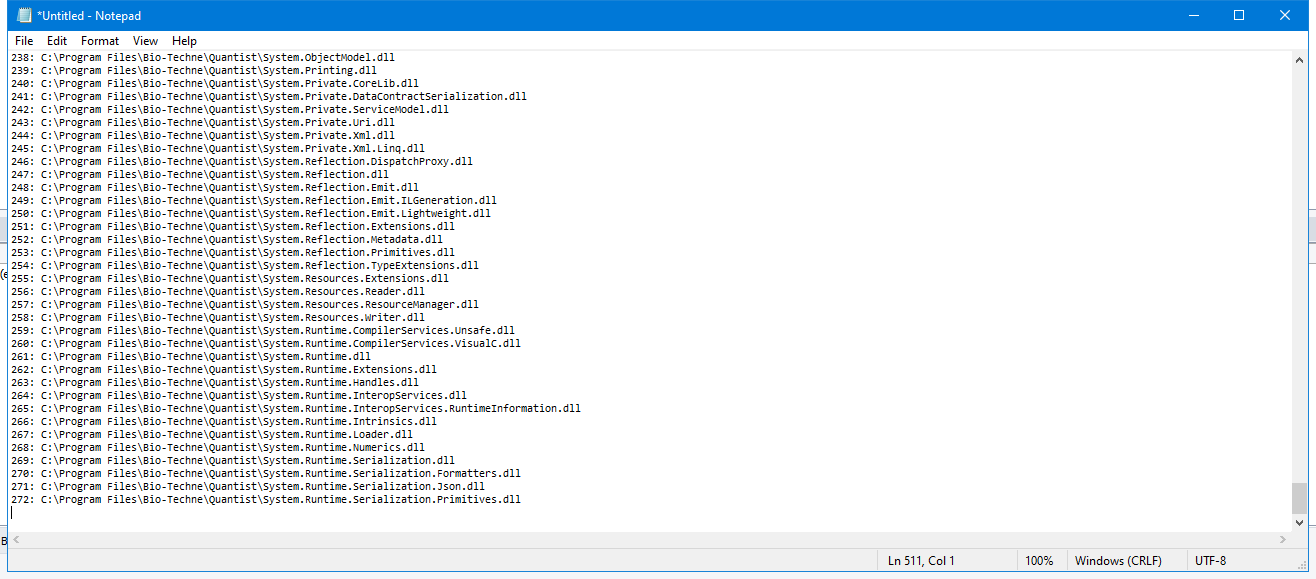 *Untitled - Notepad
File Edit Format View Help
238: C:\Program Files\Bio-Techne\Quantist\System.ObjectModel.dll
239: C:\Program Files\Bio-Techne\Quantist\System.Printing.dll
240: C:\Program Files\Bio-Techne\Quantist\System.Private.CoreLib.dll
241: C:\Program Files\Bio-Techne\Quantist\System.Private.DataContractSerialization.dll
242: C:\Program Files\Bio-Techne\Quantist\System.Private.ServiceModel.dll
243: C:\Program Files\Bio-Techne\Quantist\System.Private.Uri.dll
244: C:\Program Files\Bio-Techne\Quantist\System.Private.Xml.dll
245: C:\Program Files\Bio-Techne\Quantist\System.Private.Xml.Linq.dll
246: C:\Program Files\Bio-Techne\Quantist\System.Reflection.DispatchProxy.dll
247: C:\Program Files\Bio-Techne\Quantist\System.Reflection.dll
248: C:\Program Files\Bio-Techne\Quantist\System.Reflection.Emit.dll
249: C:\Program Files\Bio-Techne\Quantist\System.Reflection.Emit.ILGeneration.dll
250: C:\Program Files\Bio-Techne\Quantist\System.Reflection.Emit.Lightweight.dll
251: C:\Program Files\Bio-Techne\Quantist\System.Reflection.Extensions.dll
252: C:\Program Files\Bio-Techne\Quantist\System.Reflection.Metadata.dll
253: C:\Program Files\Bio-Techne\Quantist\System.Reflection.Primitives.dll
254: C:\Program Files\Bio-Techne\Quantist\System.Reflection.TypeExtensions.dll
255: C:\Program Files\Bio-Techne\Quantist\System.Resources.Extensions.dll
256: C:\Program Files\Bio-Techne\Quantist\System.Resources.Reader.dll
257: C:\Program Files\Bio-Techne\Quantist\System.Resources.ResourceManager.dll
258: C:\Program Files\Bio-Techne\Quantist\System.Resources.Writer.dll
259: C:\Program Files\Bio-Techne\Quantist\System.Runtime.CompilerServices.Unsafe.dll
260: C:\Program Files\Bio-Techne\Quantist\System.Runtime.CompilerServices.VisualC.dll
261: C:\Program Files\Bio-Techne\Quantist\System.Runtime.dll
262: C:\Program Files\Bio-Techne\Quantist\System.Runtime.Extensions.dll
263: C:\Program Files\Bio-Techne\Quantist\System.Runtime.Handles.dll
264: C:\Program Files\Bio-Techne\Quantist\System.Runtime.InteropServices.dll
265: C:\Program Files\Bio-Techne\Quantist\System.Runtime.InteropServices.RuntimeInformation.dll
266: C:\Program Files\Bio-Techne\Quantist\System.Runtime.Intrinsics.dll
267: C:\Program Files\Bio-Techne\Quantist\System.Runtime.Loader.dll
268: C:\Program Files\Bio-Techne\Quantist\System.Runtime.Numerics.dll
269: C:\Program Files\Bio-Techne\Quantist\System.Runtime.Serialization.dll
270: C:\Program Files\Bio-Techne\Quantist\System.Runtime.Serialization.Formatters.dll
271: C:\Program Files\Bio-Techne\Quantist\System.Runtime.Serialization.Json.dll
272: C:\Program Files\Bio-Techne\Quantist\System.Runtime.Serialization.Primitives.dll
Ln 511, Col 1 100% Windows (CRLF) UTF-8